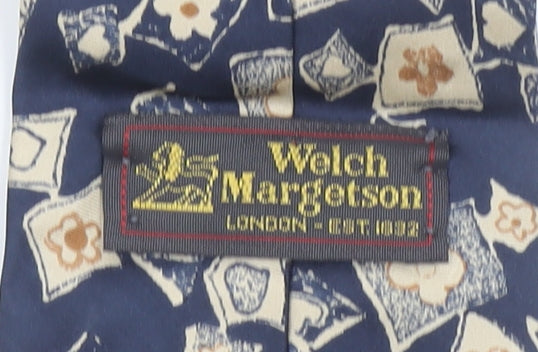 Welch
Margetson
LONDON - EST. 1832